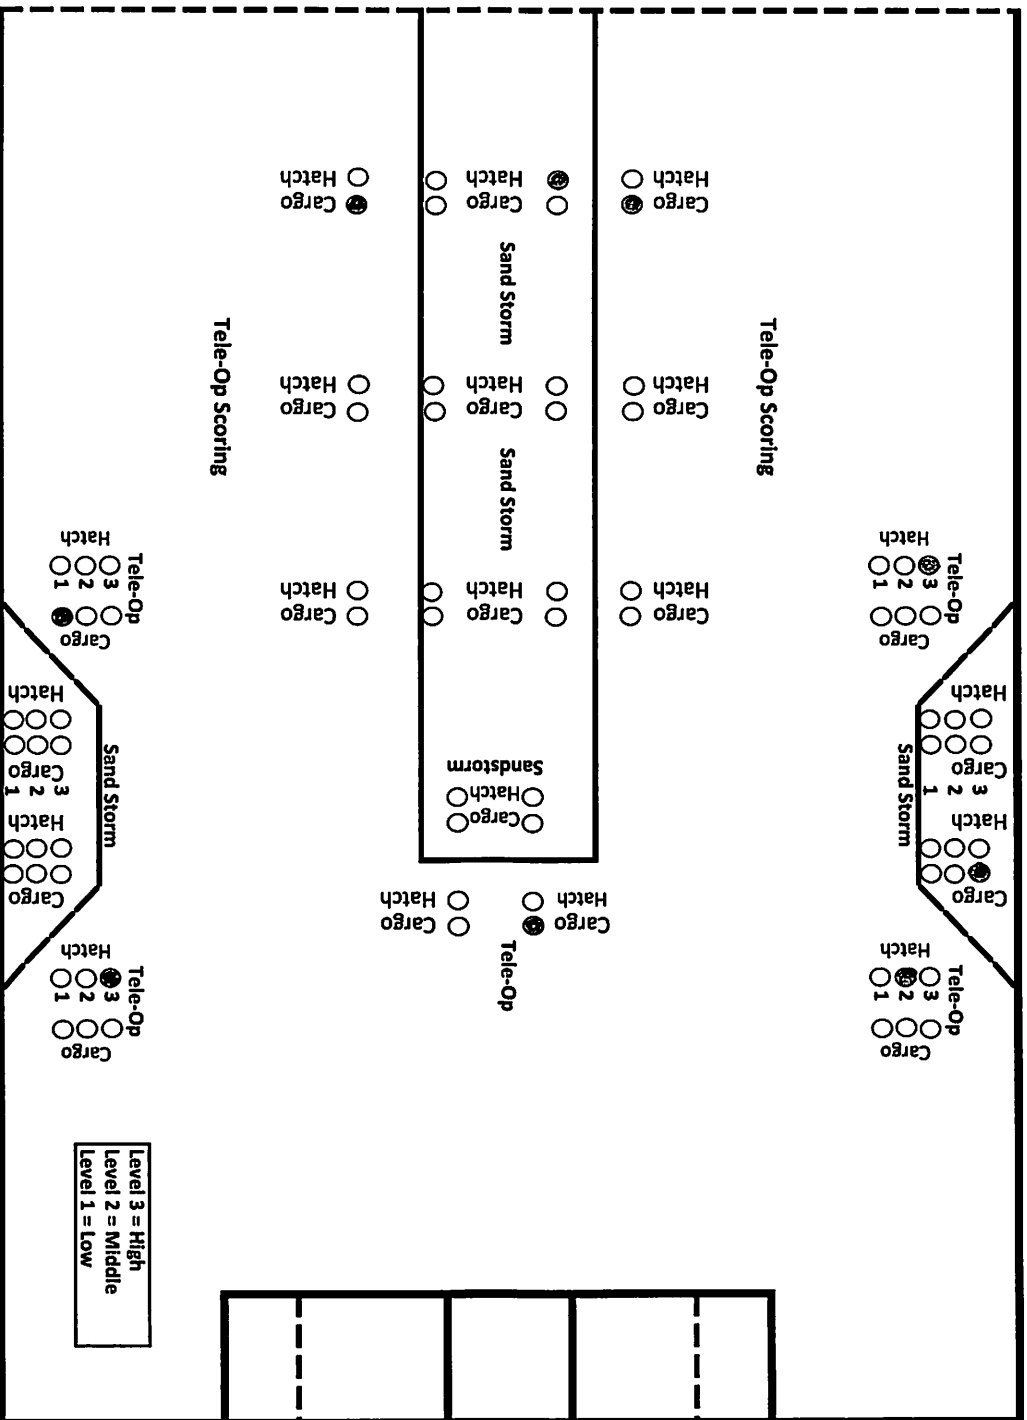 Hatch Hatch Hatch
Cargo Cargo Cargo
Sand Storm
Tele-Op Scoring
Tele-Op Scoring
Hatch Hatch Hatch
Cargo Cargo Cargo
Sand Storm
Hatch
Tele-Op
1 2 3
Cargo
Hatch
Tele-Op
1 2 3
Cargo
Hatch Hatch Hatch
Cargo Cargo Cargo
Hatch
Cargo
1 2 3
Hatch
Cargo
Sand Storm
Sandstorm
Hatch
Cargo
Sand Storm
Hatch
Cargo
1 2 3
Hatch
Cargo
Hatch Hatch
Cargo Cargo
Tele-Op
Hatch
Tele-Op
1 2 3
Cargo
Hatch
Tele-Op
1 2 3
Cargo
Level 3 = High
Level 2 = Middle
Level 1 = Low